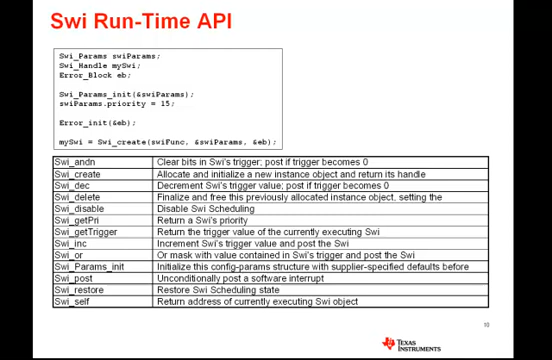 Swi Run-Time API
Swi_Params swiParams;
Swi_Handle mySwi;
Error_Block eb;
Swi_Params_init(&swiParams);
swiParams.priority = 15;
Error_init(&eb);
mySwi = Swi_create(swiFunc, &swiParams, &eb);
Swi_andn Clear bits in Swi's trigger; post if trigger becomes 0
Swi_create Allocate and initialize a new instance object and return its handle
Swi_dec Decrement Swi's trigger value; post if trigger becomes 0
Swi_delete Finalize and free this previously allocated instance object, setting the
Swi_disable Disable Swi Scheduling
Swi_getPri Return a Swi's priority
Swi_getTrigger Return the trigger value of the currently executing Swi
Swi_inc Increment Swi's trigger value and post the Swi
Swi_or Or mask with value contained in Swi's trigger and post the Swi
Swi_Params_init Initialize this config-params structure with supplier-specified defaults before
Swi_post Unconditionally post a software interrupt
Swi_restore Restore Swi Scheduling state
Swi_self Return address of currently executing Swi object
10
TEXAS
INSTRUMENTS